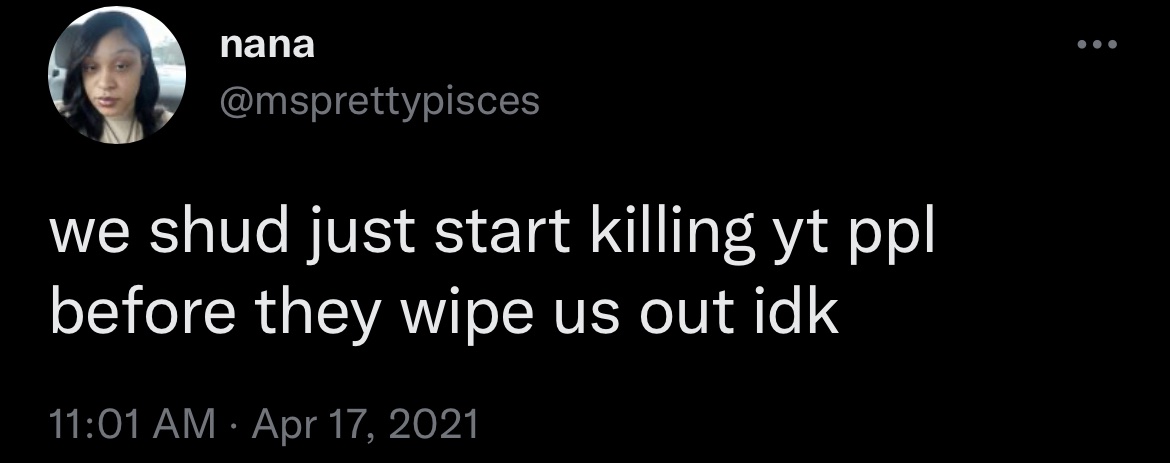 nana
@msprettypisces
we shud just start killing yt ppl
before they wipe us out idk
11:01 AM · Apr 17, 2021